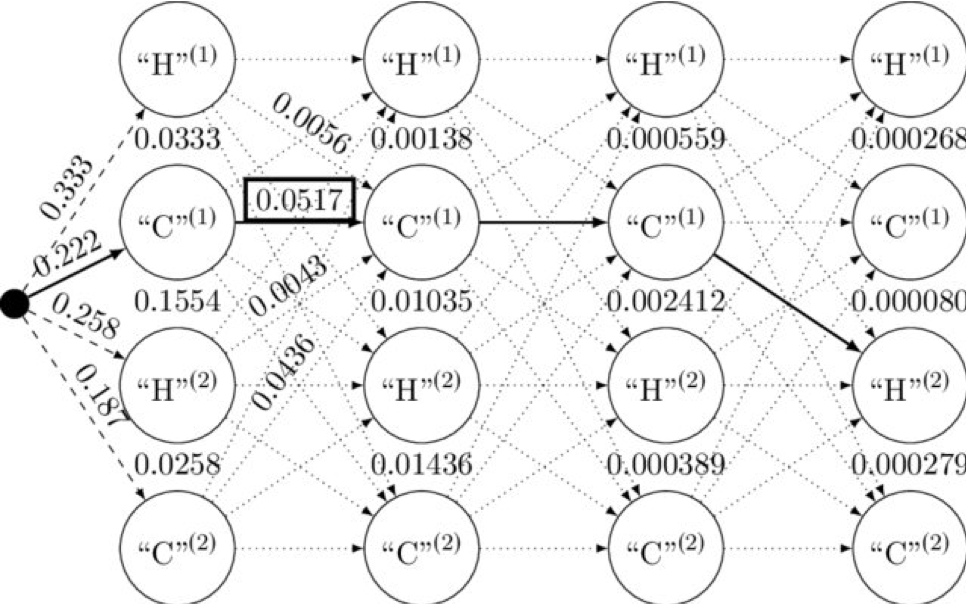 “H”(1) “H”(1) “H”(1) “H”(1)
0.0056
0.0333 0.00138 0.000559 0.000268
0.333
0.0517
“C”(1) “C”(1) “C”(1) “C”(1)
0.222
0.0043
0.1554 0.01035 0.002412 0.000080
0.258
0.0436
“H”(2) “H”(2) “H”(2) “H”(2)
0.187
0.0258 0.01436 0.000389 0.000279
“C”(2) “C”(2) “C”(2) “C”(2)